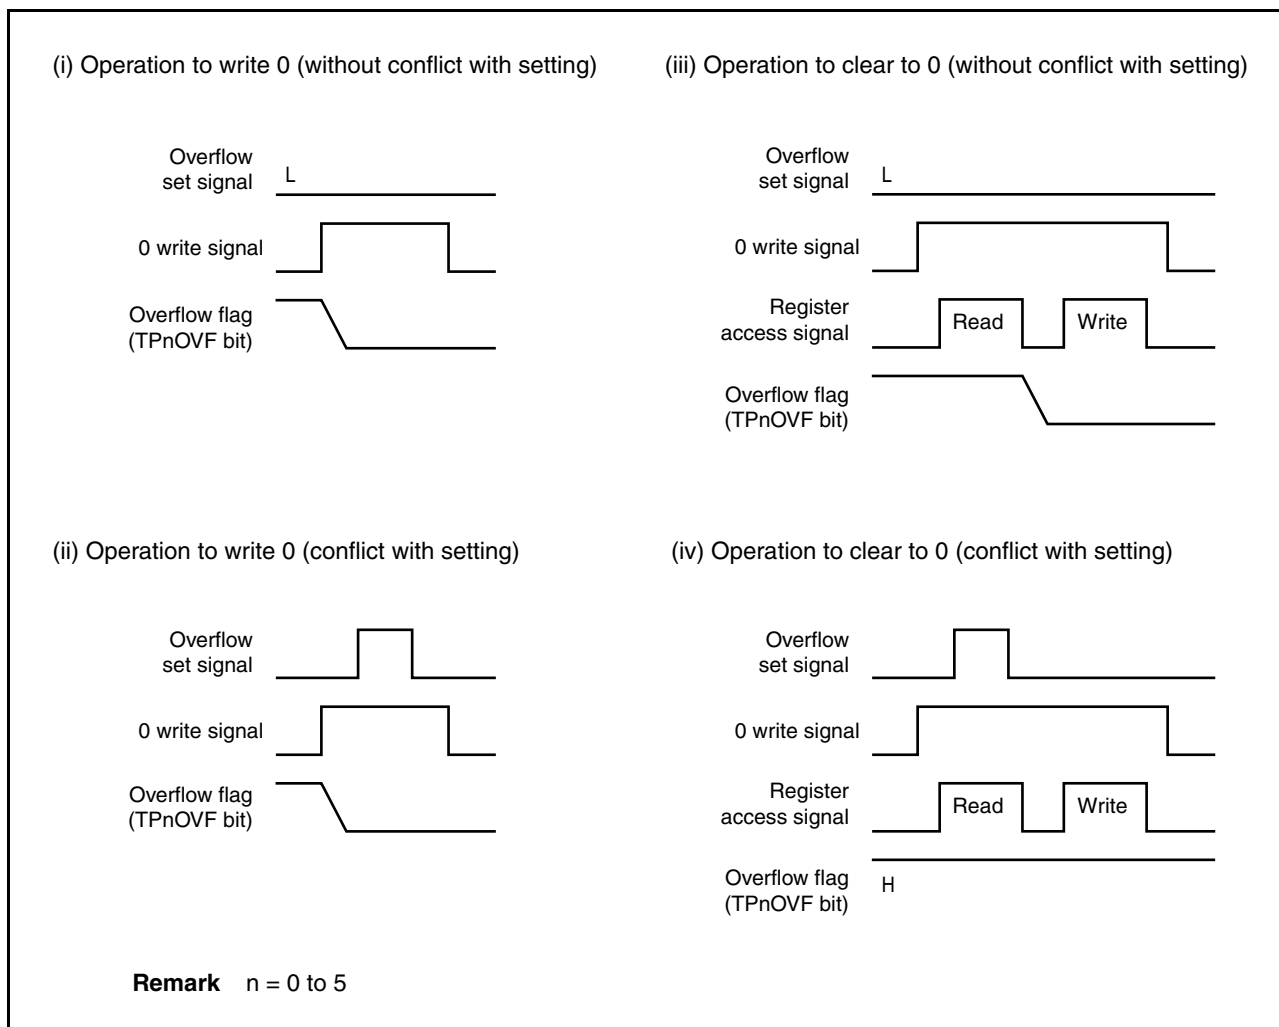 (i) Operation to write 0 (without conflict with setting)
Overflow
set signal
L
0 write signal
Overflow flag
(TPnOVF bit)
(iii) Operation to clear to 0 (without conflict with setting)
Overflow
set signal
L
0 write signal
Register
access signal
Read
Write
Overflow flag
(TPnOVF bit)
(ii) Operation to write 0 (conflict with setting)
Overflow
set signal
0 write signal
Overflow flag
(TPnOVF bit)
(iv) Operation to clear to 0 (conflict with setting)
Overflow
set signal
0 write signal
Register
access signal
Read
Write
Overflow flag
(TPnOVF bit)
H
Remark n = 0 to 5